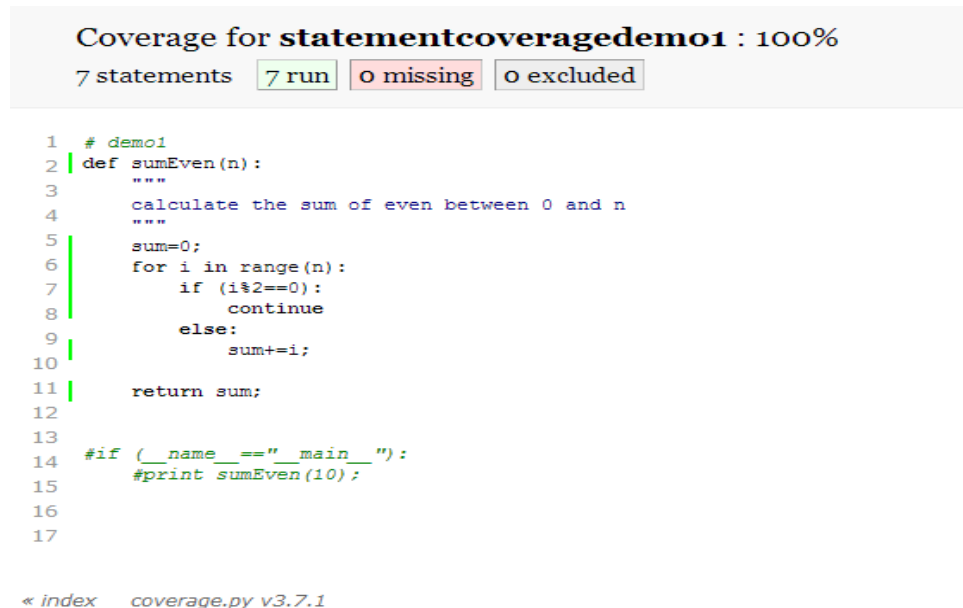 Coverage for statementcoveragedemo1 : 100%
7 statements 7 run 0 missing 0 excluded
1 # demo1
2 def sumEven(n):
3 """
4 calculate the sum of even between 0 and n
"""
5 sum=0;
6 for i in range(n):
7 if (i%2==0):
8 continue
9 else:
10 sum+=i;
11 return sum;
12
13
14 #if (__name__=="__main__"):
15 #print sumEven(10);
16
17
« index coverage.py v3.7.1